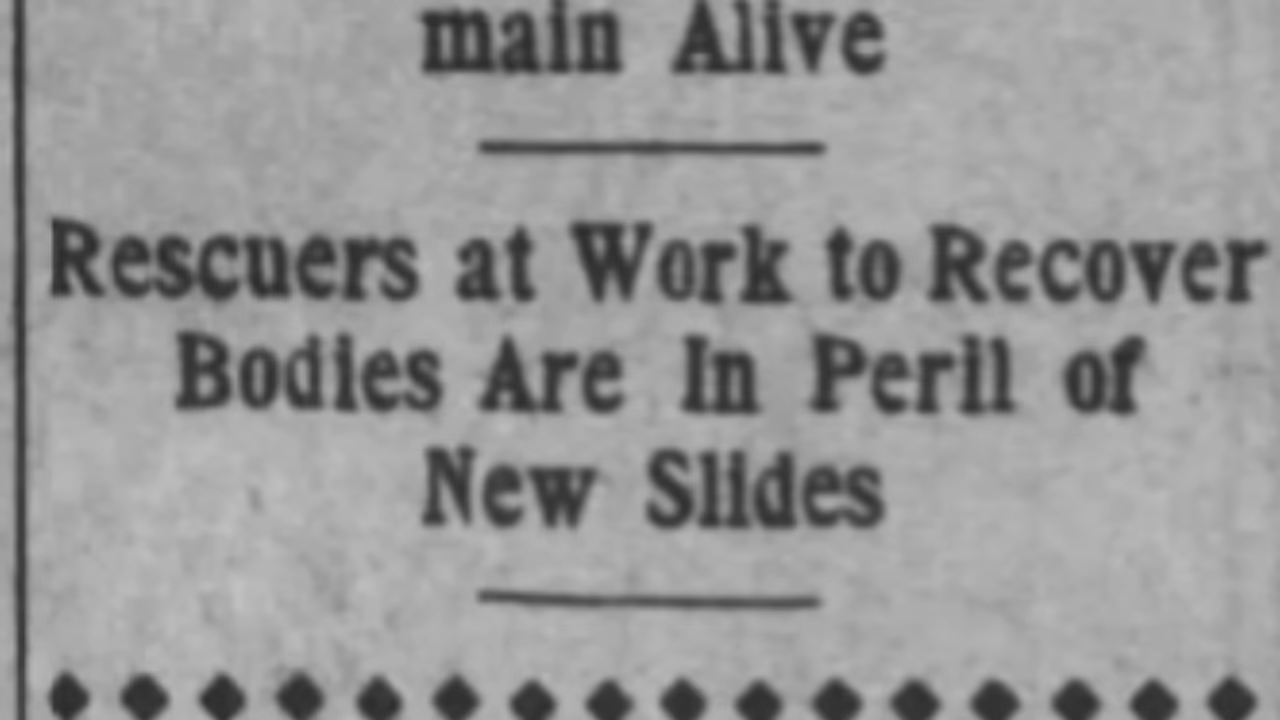 main Alive
Rescuers at Work to Recover
Bodies Are In Peril of
New Slides